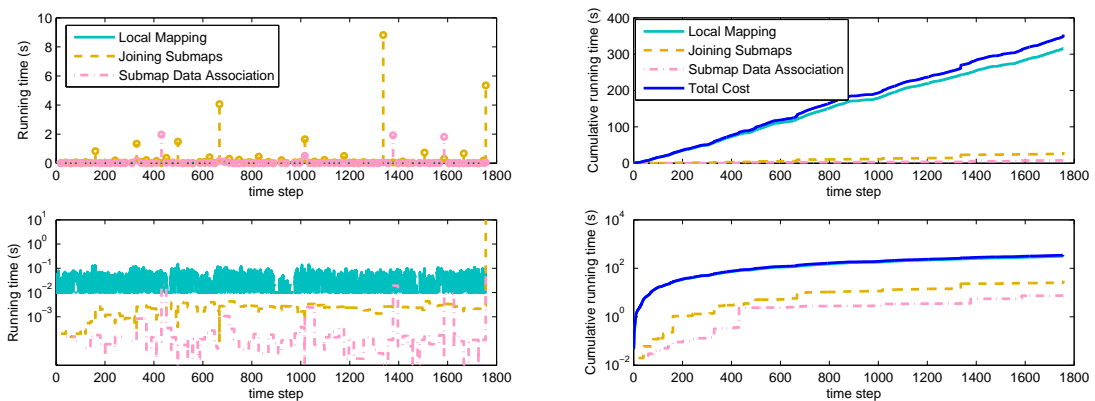 Running time (s)
10
8
6
4
2
0
Local Mapping
Joining Submaps
Submap Data Association
0 200 400 600 800 1000 1200 1400 1600 1800
time step
Cumulative running time (s)
400
300
200
100
0
Local Mapping
Joining Submaps
Submap Data Association
Total Cost
0 200 400 600 800 1000 1200 1400 1600 1800
time step
Running time (s)
10^1
10^0
10^-1
10^-2
10^-3
0 200 400 600 800 1000 1200 1400 1600 1800
time step
Cumulative running time (s)
10^4
10^2
10^0
10^-2
0 200 400 600 800 1000 1200 1400 1600 1800
time step